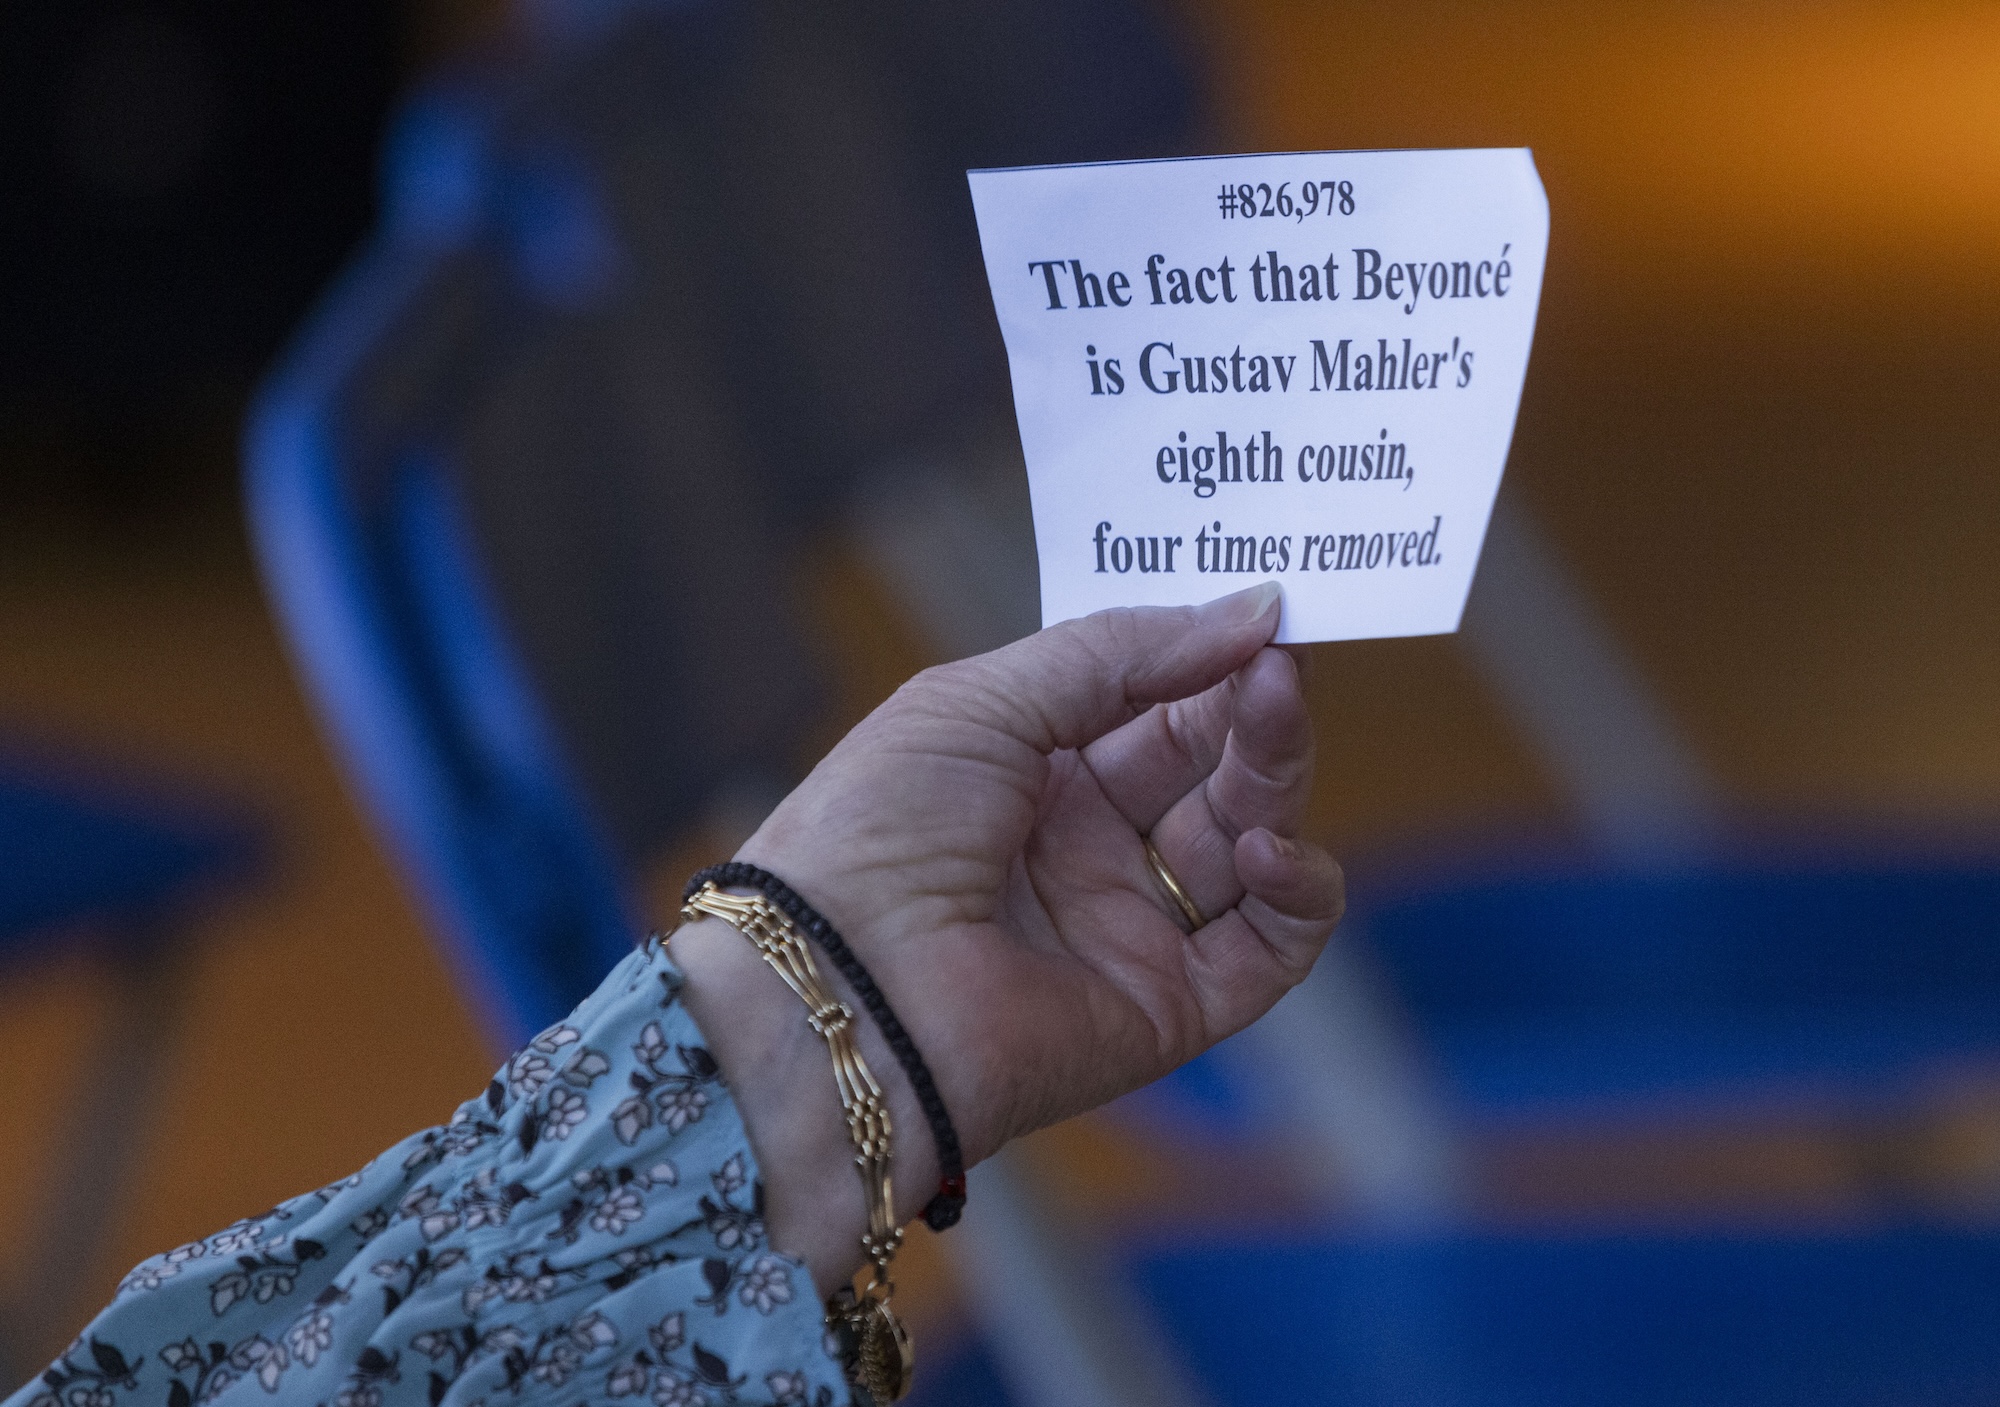 #826,978
The fact that Beyoncé
is Gustav Mahler's
eighth cousin,
four times removed.